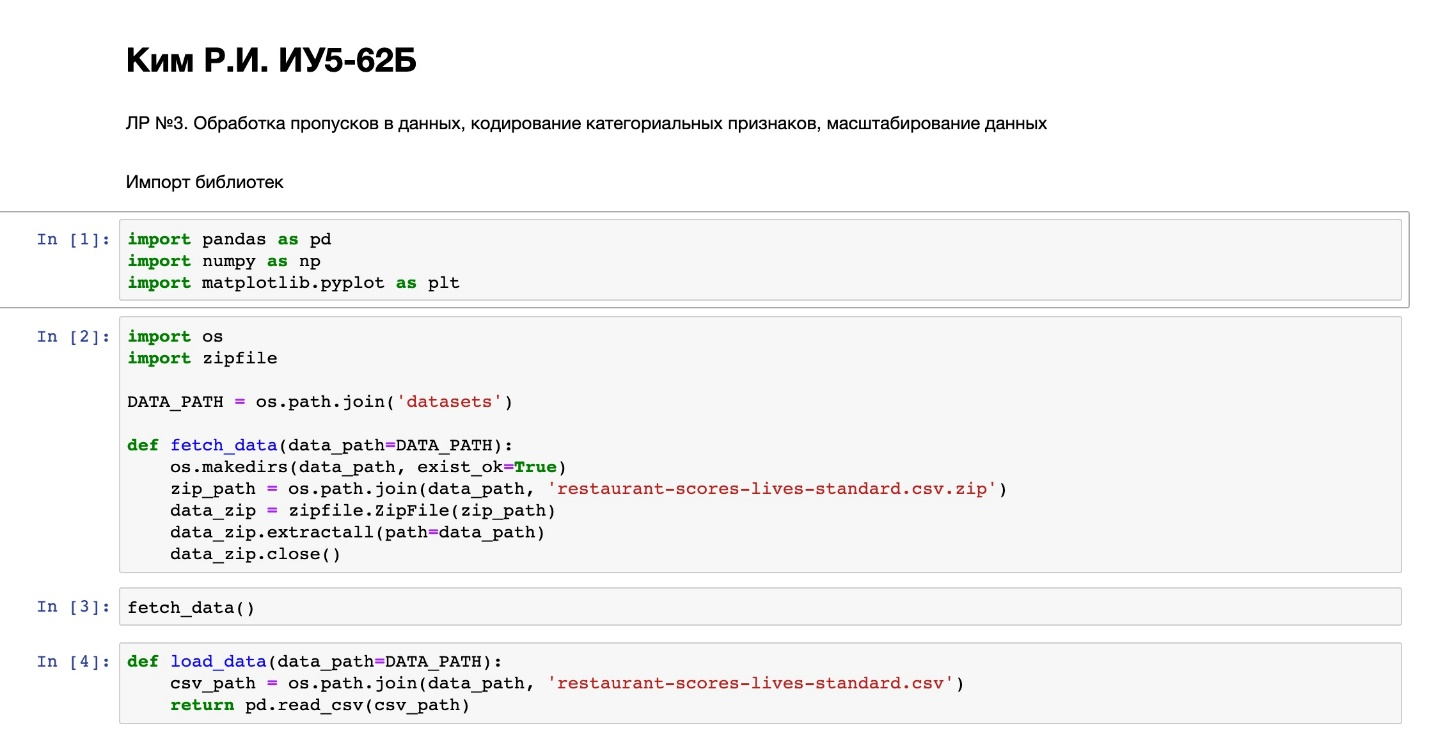 Ким Р.И. ИУ5-62Б
ЛР №3. Обработка пропусков в данных, кодирование категориальных признаков, масштабирование данных
Импорт библиотек
In [1]: import pandas as pd
import numpy as np
import matplotlib.pyplot as plt
In [2]: import os
import zipfile

DATA_PATH = os.path.join('datasets')

def fetch_data(data_path=DATA_PATH):
    os.makedirs(data_path, exist_ok=True)
    zip_path = os.path.join(data_path, 'restaurant-scores-lives-standard.csv.zip')
    data_zip = zipfile.ZipFile(zip_path)
    data_zip.extractall(path=data_path)
    data_zip.close()
In [3]: fetch_data()
In [4]: def load_data(data_path=DATA_PATH):
    csv_path = os.path.join(data_path, 'restaurant-scores-lives-standard.csv')
    return pd.read_csv(csv_path)